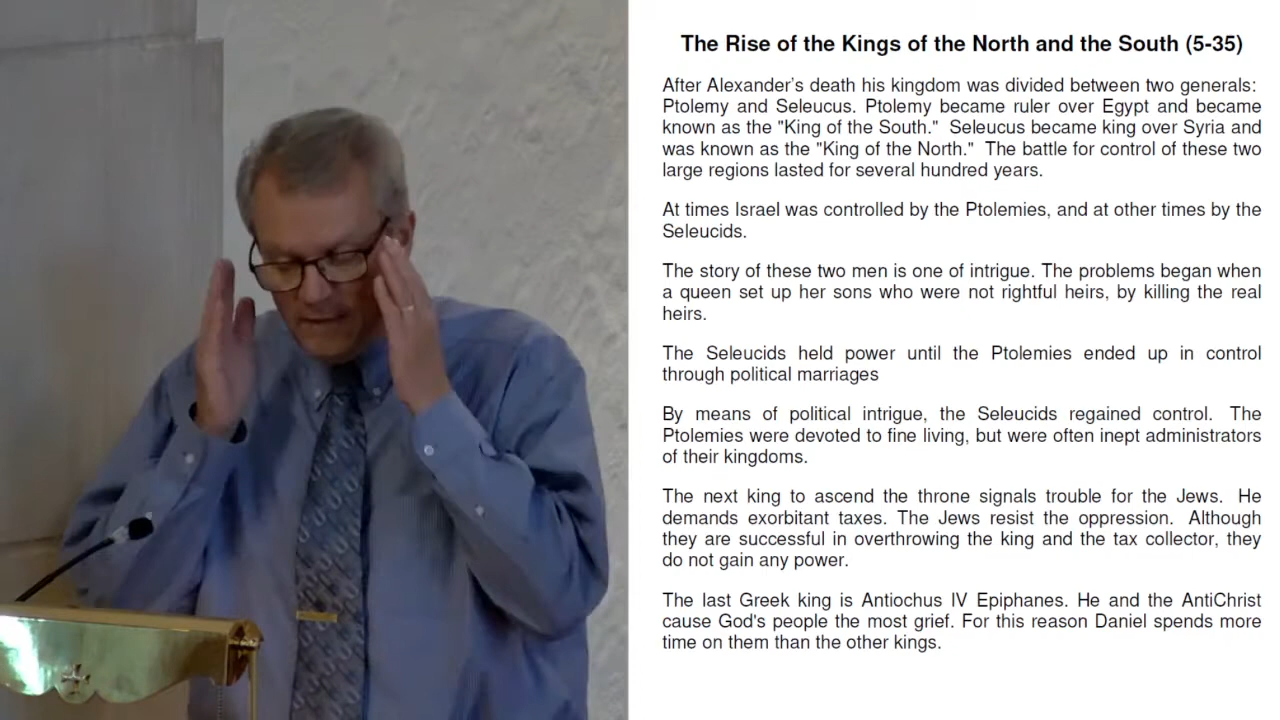 The Rise of the Kings of the North and the South (5-35)
After Alexander's death his kingdom was divided between two generals:
Ptolemy and Seleucus. Ptolemy became ruler over Egypt and became
known as the "King of the South." Seleucus became king over Syria and
was known as the "King of the North." The battle for control of these two
large regions lasted for several hundred years.
At times Israel was controlled by the Ptolemies, and at other times by the
Seleucids.
The story of these two men is one of intrigue. The problems began when
a queen set up her sons who were not rightful heirs, by killing the real
heirs.
The Seleucids held power until the Ptolemies ended up in control
through political marriages
By means of political intrigue, the Seleucids regained control. The
Ptolemies were devoted to fine living, but were often inept administrators
of their kingdoms.
The next king to ascend the throne signals trouble for the Jews. He
demands exorbitant taxes. The Jews resist the oppression. Although
they are successful in overthrowing the king and the tax collector, they
do not gain any power.
The last Greek king is Antiochus IV Epiphanes. He and the AntiChrist
cause God's people the most grief. For this reason Daniel spends more
time on them than the other kings.